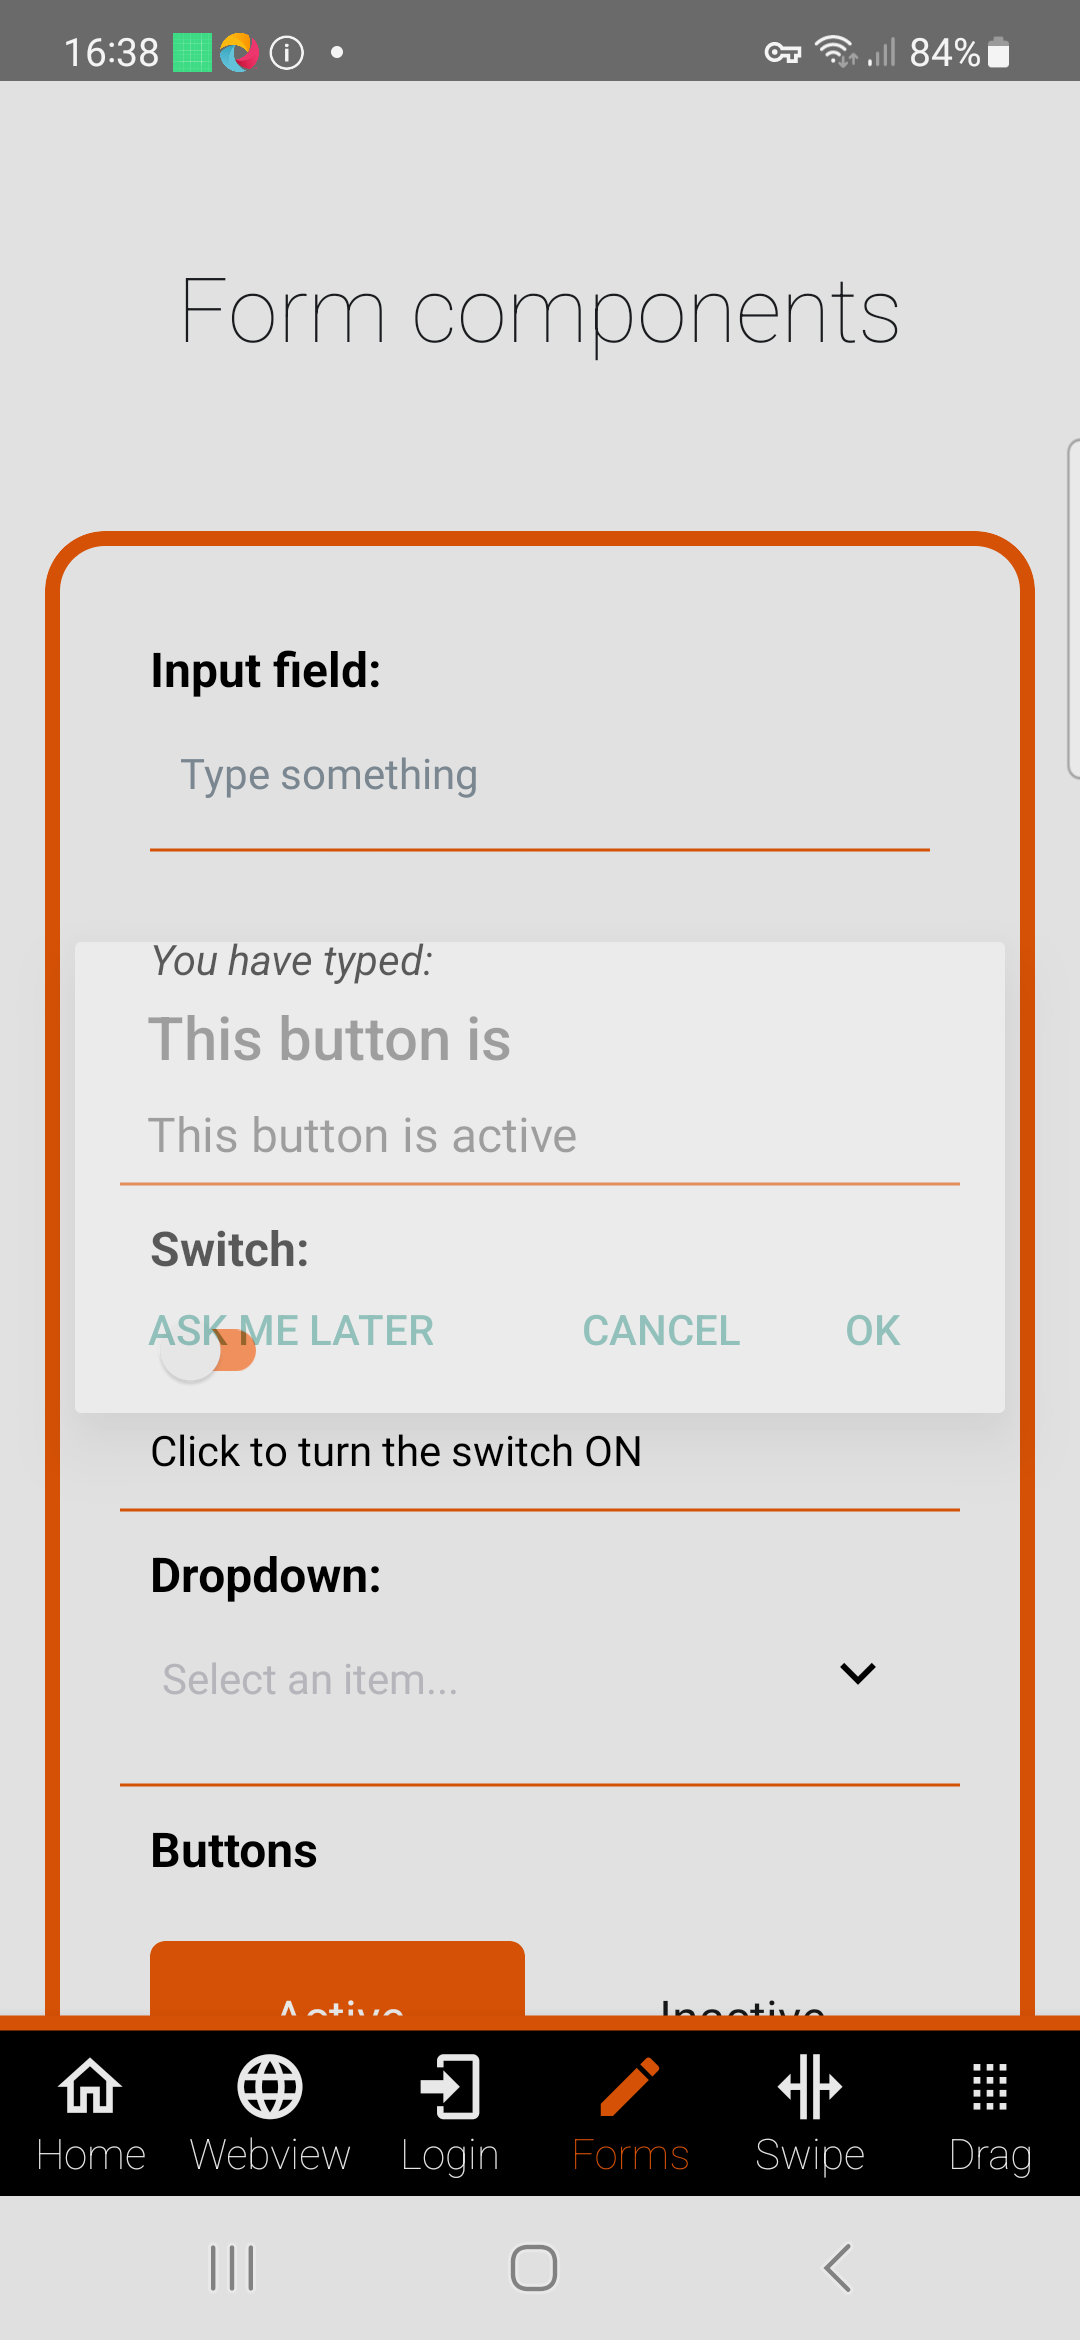 16:38
84%
Form components
Input field:
Type something
You have typed:
This button is
This button is active
Switch:
ASK ME LATER CANCEL OK
Click to turn the switch ON
Dropdown:
Select an item...
Buttons
Active Inactive
Home Webview Login Forms Swipe Drag